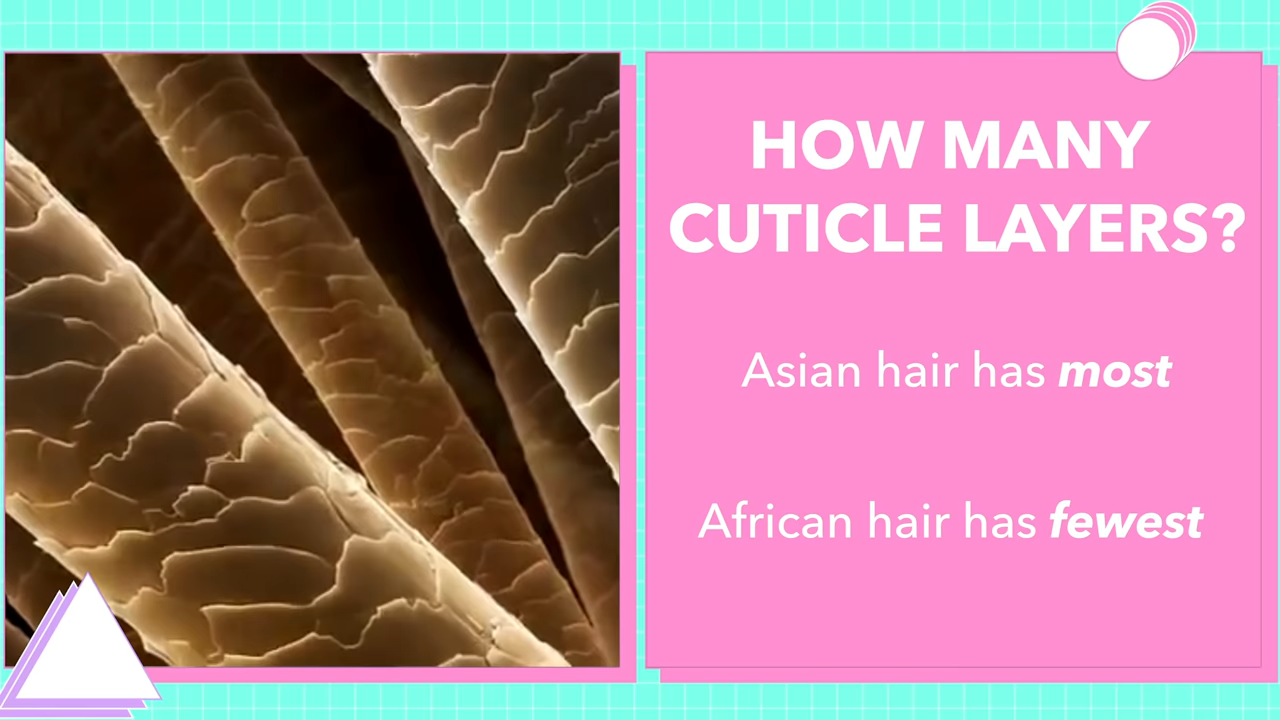 HOW MANY
CUTICLE LAYERS?
Asian hair has most
African hair has fewest